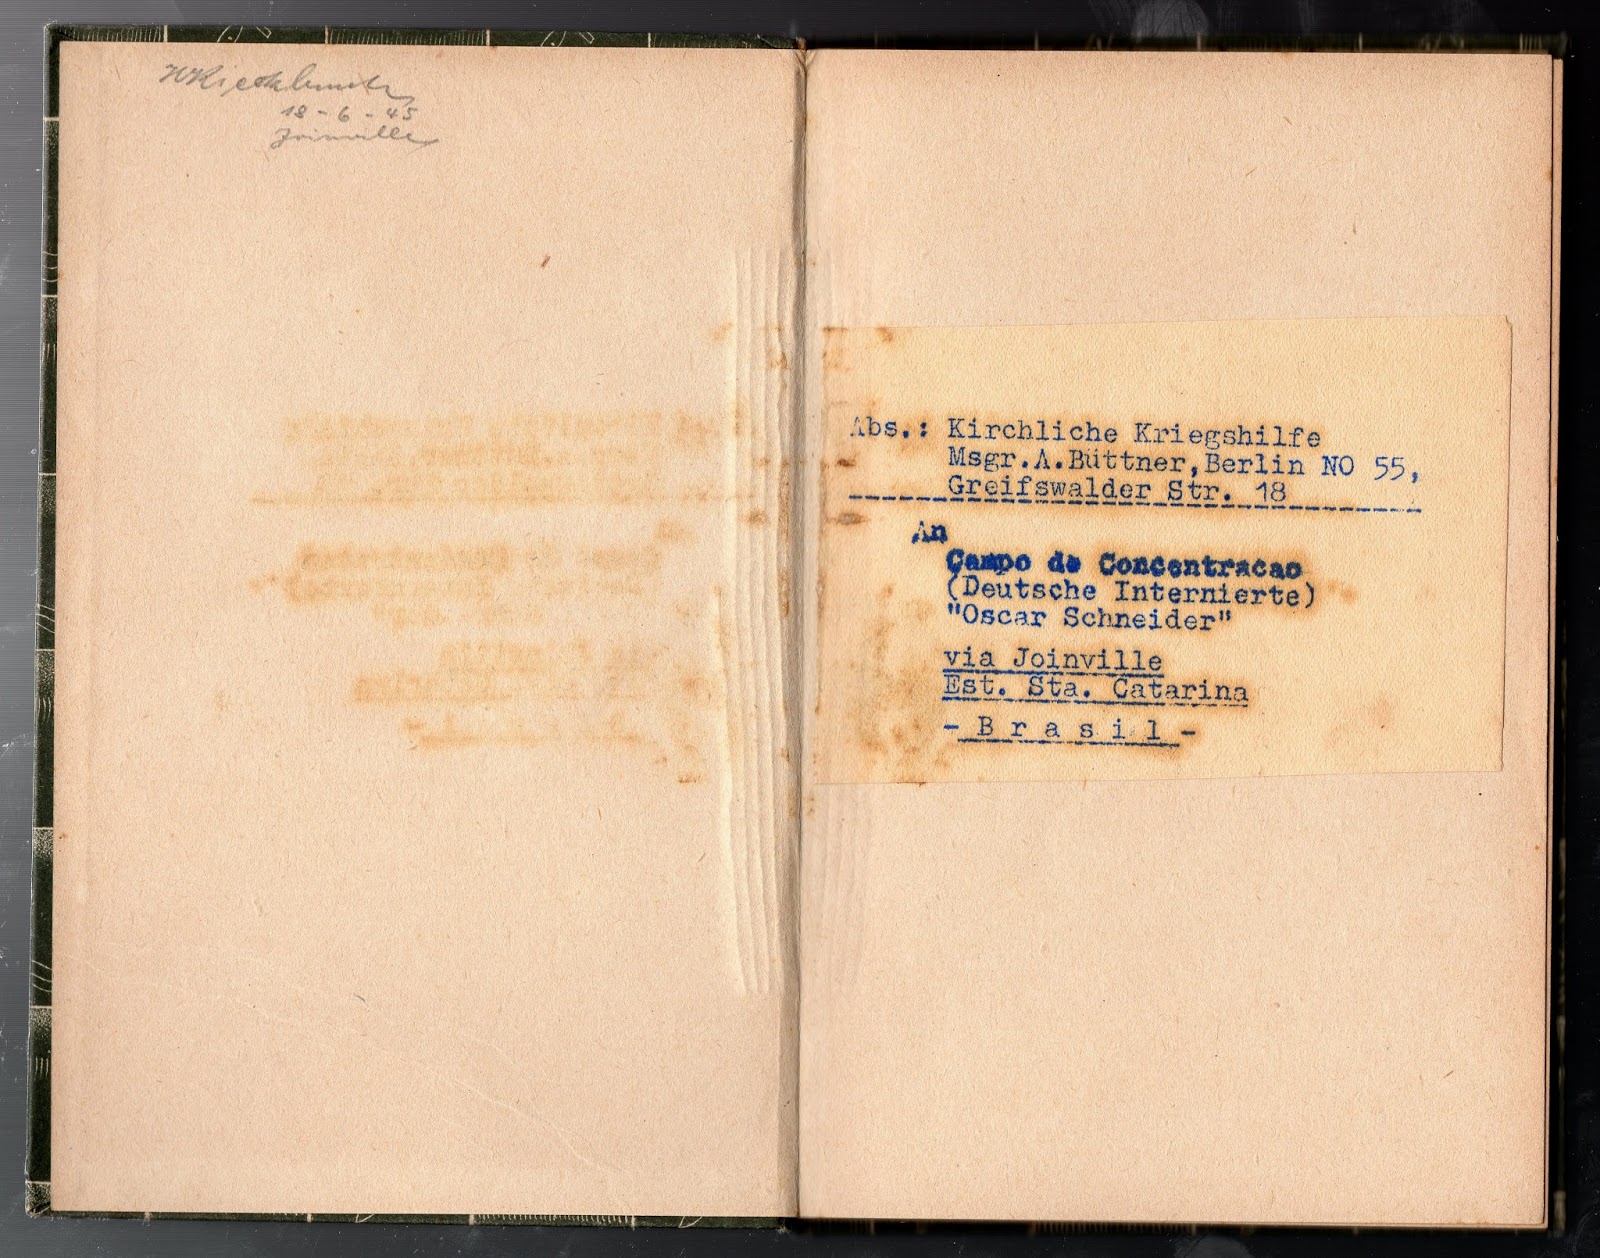 18-6-45
Joinville
Abs.: Kirchliche Kriegshilfe
Msgr.A.Büttner,Berlin NO 55,
Greifswalder Str. 18
An
Campo de Concentracao
(Deutsche Internierte)
"Oscar Schneider"
via Joinville
Est. Sta. Catarina
- B r a s i l -